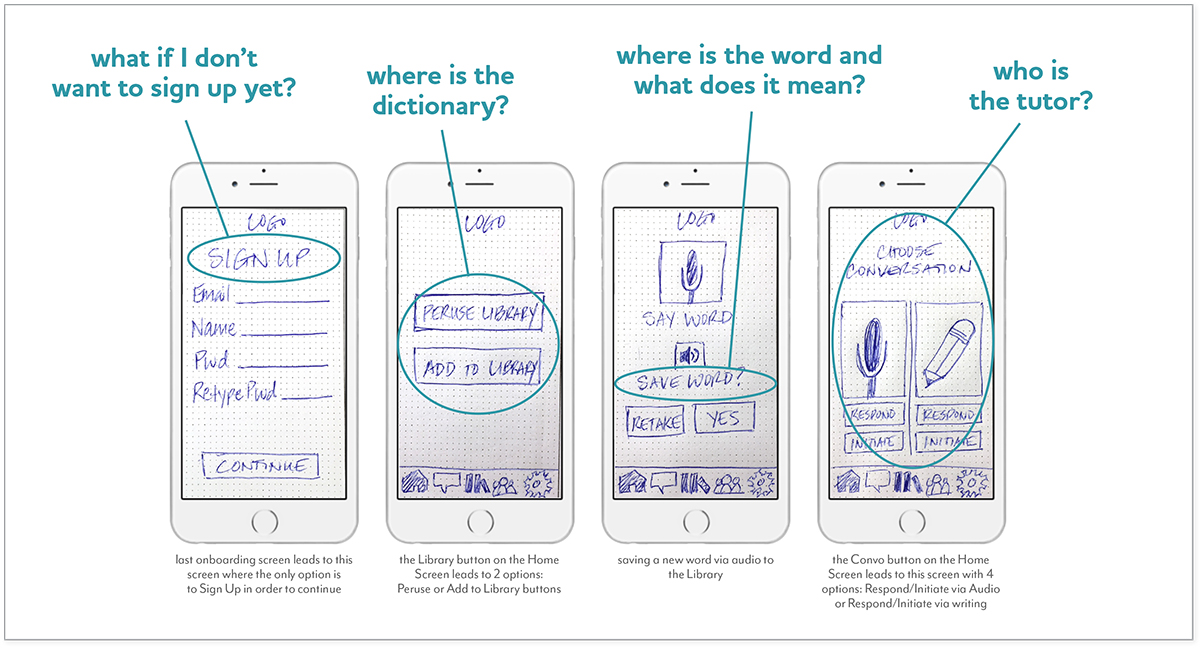 what if I don't
want to sign up yet?
where is the
dictionary?
where is the word and
what does it mean?
who is
the tutor?
LOGO
SIGN UP
Email
Name
Pwd
Retype Pwd
CONTINUE
last onboarding screen leads to this
screen where the only option is
to Sign Up in order to continue
LOGO
PERUSE LIBRARY
ADD TO LIBRARY
the Library button on the Home
Screen leads to 2 options:
Peruse or Add to Library buttons
LOGO
SAY WORD
SAVE WORD?
RETAKE YES
saving a new word via audio to
the Library
LOGO
CHOOSE
CONVERSATION
RESPOND RESPOND
INITIATE INITIATE
the Convo button on the Home
Screen leads to this screen with 4
options: Respond/Initiate via Audio
or Respond/Initiate via writing